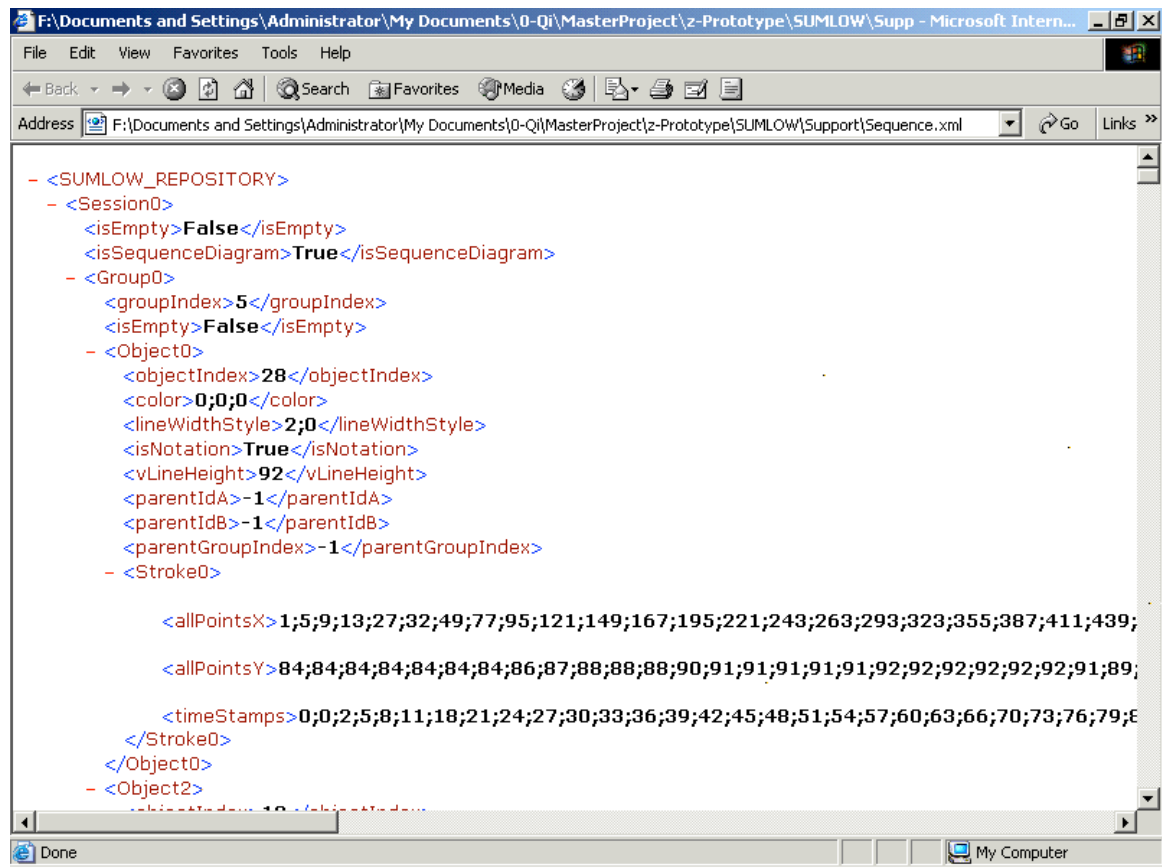 F:\Documents and Settings\Administrator\My Documents\0-Qi\MasterProject\z-Prototype\SUMLOW\Supp - Microsoft Intern...
File Edit View Favorites Tools Help
Back Search Favorites Media
Address F:\Documents and Settings\Administrator\My Documents\0-Qi\MasterProject\z-Prototype\SUMLOW\Support\Sequence.xml Go Links »
- <SUMLOW_REPOSITORY>
- <Session0>
<isEmpty>False</isEmpty>
<isSequenceDiagram>True</isSequenceDiagram>
- <Group0>
<groupIndex>5</groupIndex>
<isEmpty>False</isEmpty>
- <Object0>
<objectIndex>28</objectIndex>
<color>0;0;0</color>
<lineWidthStyle>2;0</lineWidthStyle>
<isNotation>True</isNotation>
<vLineHeight>92</vLineHeight>
<parentIdA>-1</parentIdA>
<parentIdB>-1</parentIdB>
<parentGroupIndex>-1</parentGroupIndex>
- <Stroke0>
<allPointsX>1;5;9;13;27;32;49;77;95;121;149;167;195;221;243;263;293;323;355;387;411;439;
<allPointsY>84;84;84;84;84;84;84;86;87;88;88;88;90;91;91;91;91;91;92;92;92;92;92;92;91;89;
<timeStamps>0;0;2;5;8;11;18;21;24;27;30;33;36;39;42;45;48;51;54;57;60;63;66;70;73;76;79;
</Stroke0>
</Object0>
- <Object2>
Done My Computer